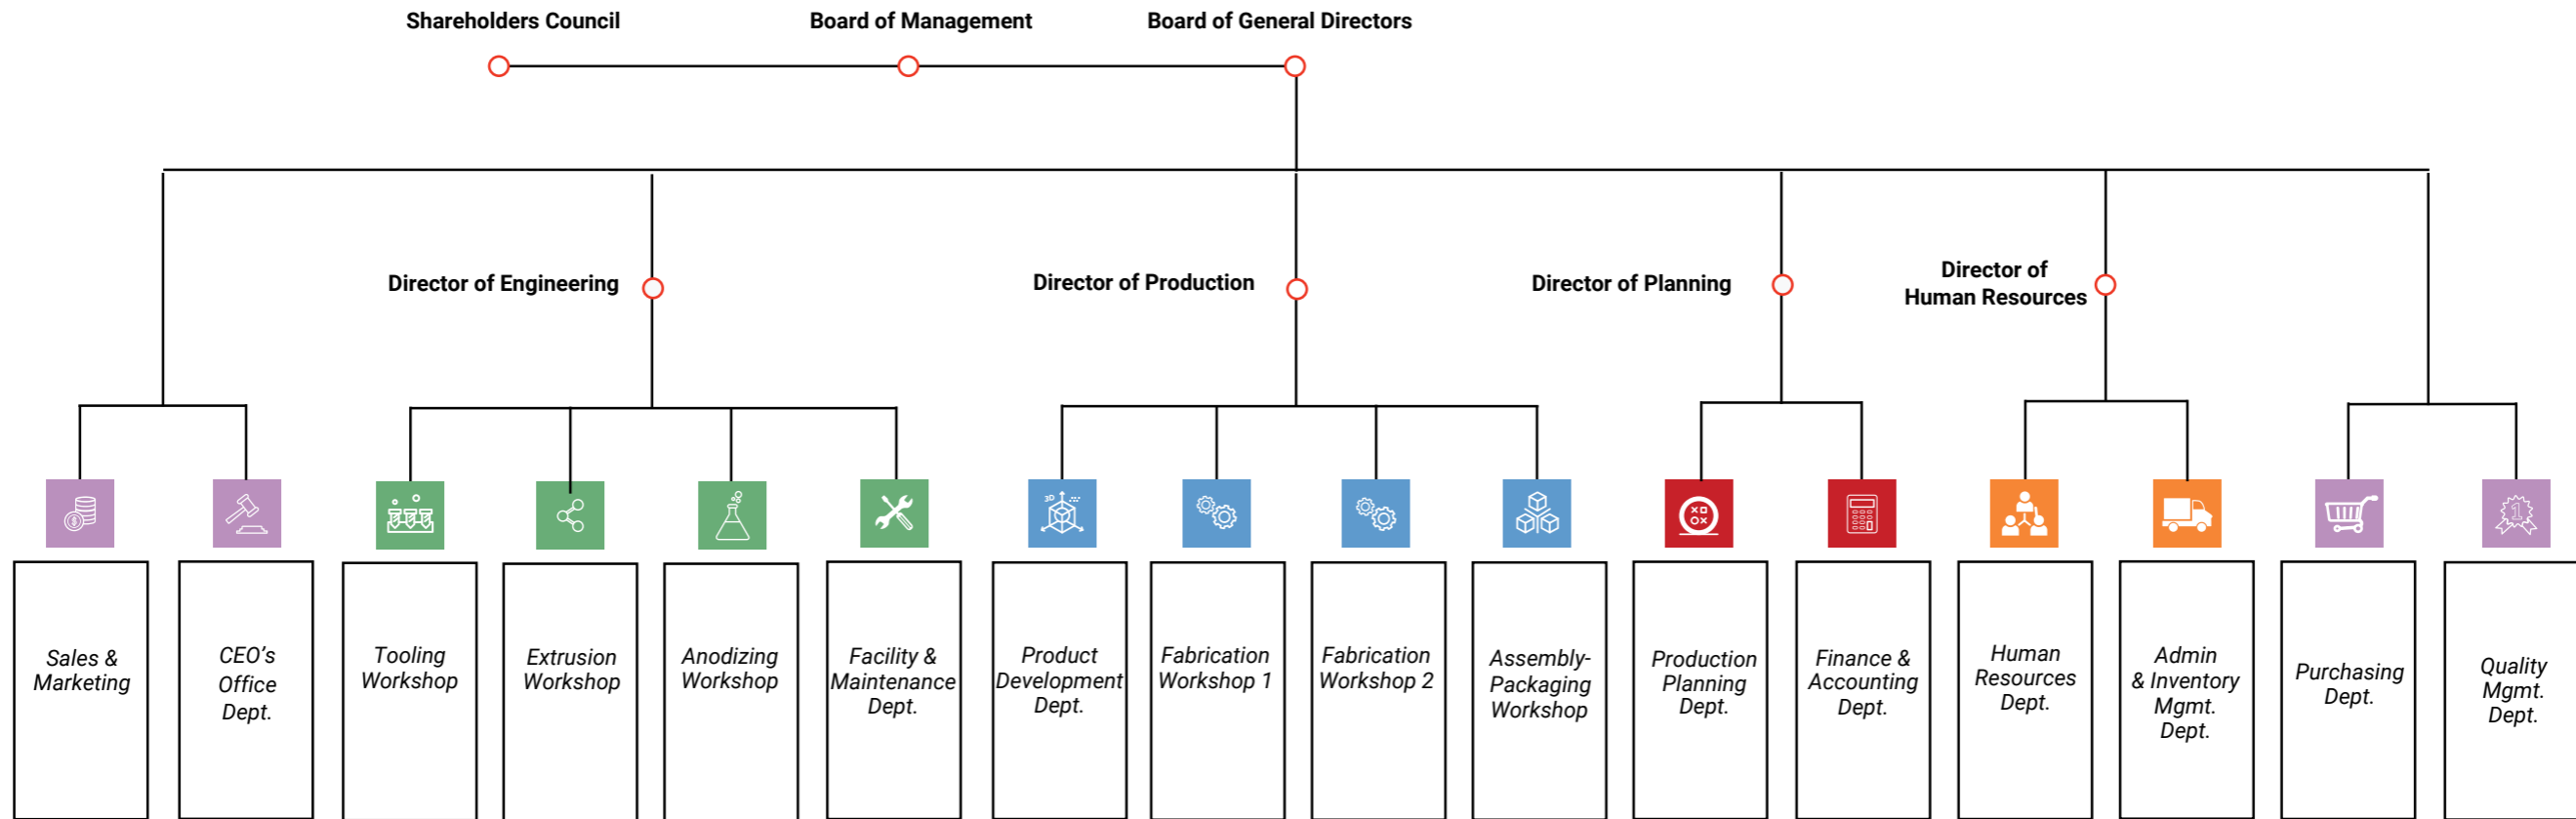 Shareholders Council
Board of Management
Board of General Directors
Director of Engineering
Director of Production
Director of Planning
Director of
Human Resources
3D
1
Sales &
Marketing
CEO's
Office
Dept.
Tooling
Workshop
Extrusion
Workshop
Anodizing
Workshop
Facility &
Maintenance
Dept.
Product
Development
Dept.
Fabrication
Workshop 1
Fabrication
Workshop 2
Assembly-
Packaging
Workshop
Production
Planning
Dept.
Finance &
Accounting
Dept.
Human
Resources
Dept.
Admin
& Inventory
Mgmt.
Dept.
Purchasing
Dept.
Quality
Mgmt.
Dept.